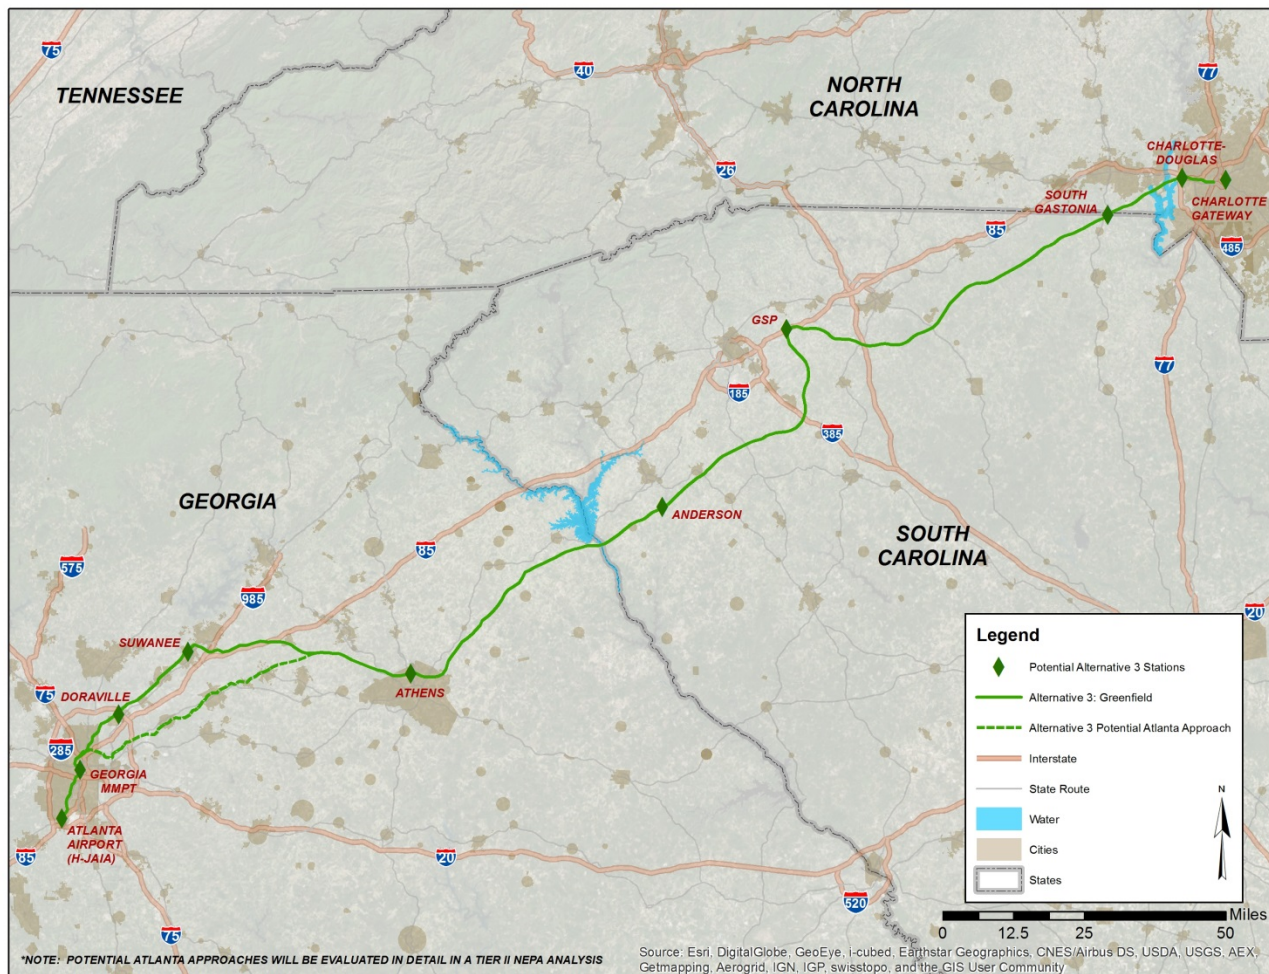 75
TENNESSEE
40
NORTH
CAROLINA
77
26
CHARLOTTE-
DOUGLAS
SOUTH
GASTONIA
CHARLOTTE
GATEWAY
85
485
GSP
77
185
385
GEORGIA
ANDERSON
SOUTH
CAROLINA
85
575
985
20
SUWANEE
ATHENS
75
DORAVILLE
285
GEORGIA
MMPT
ATLANTA
AIRPORT
(H-JAIA)
85
20
520
75
Legend
Potential Alternative 3 Stations
Alternative 3: Greenfield
Alternative 3 Potential Atlanta Approach
Interstate
State Route
Water
Cities
States
N
Miles
0 12.5 25 50
*NOTE: POTENTIAL ATLANTA APPROACHES WILL BE EVALUATED IN DETAIL IN A TIER II NEPA ANALYSIS
Source: Esri, DigitalGlobe, GeoEye, i-cubed, Earthstar Geographics, CNES/Airbus DS, USDA, USGS, AEX,
Getmapping, Aerogrid, IGN, IGP, swisstopo, and the GIS User Community